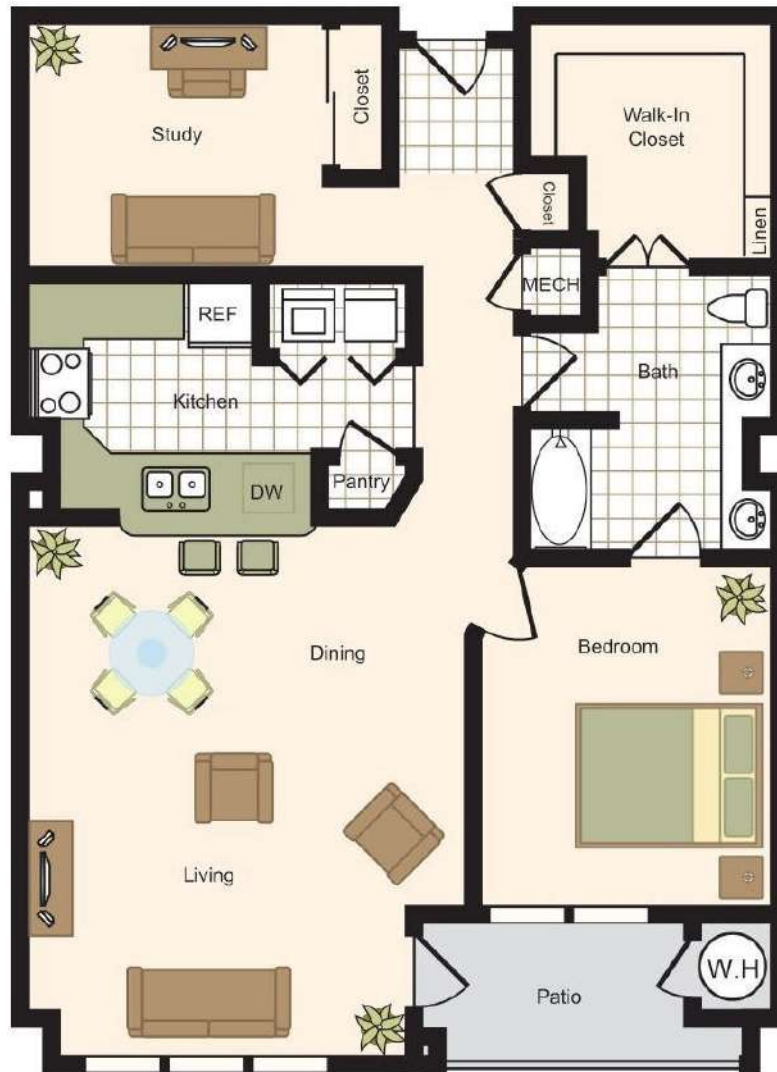 Study
Closet
Walk-In
Closet
Closet
Linen
MECH
REF
Kitchen
Bath
Pantry
DW
Dining
Bedroom
Living
Patio
W.H